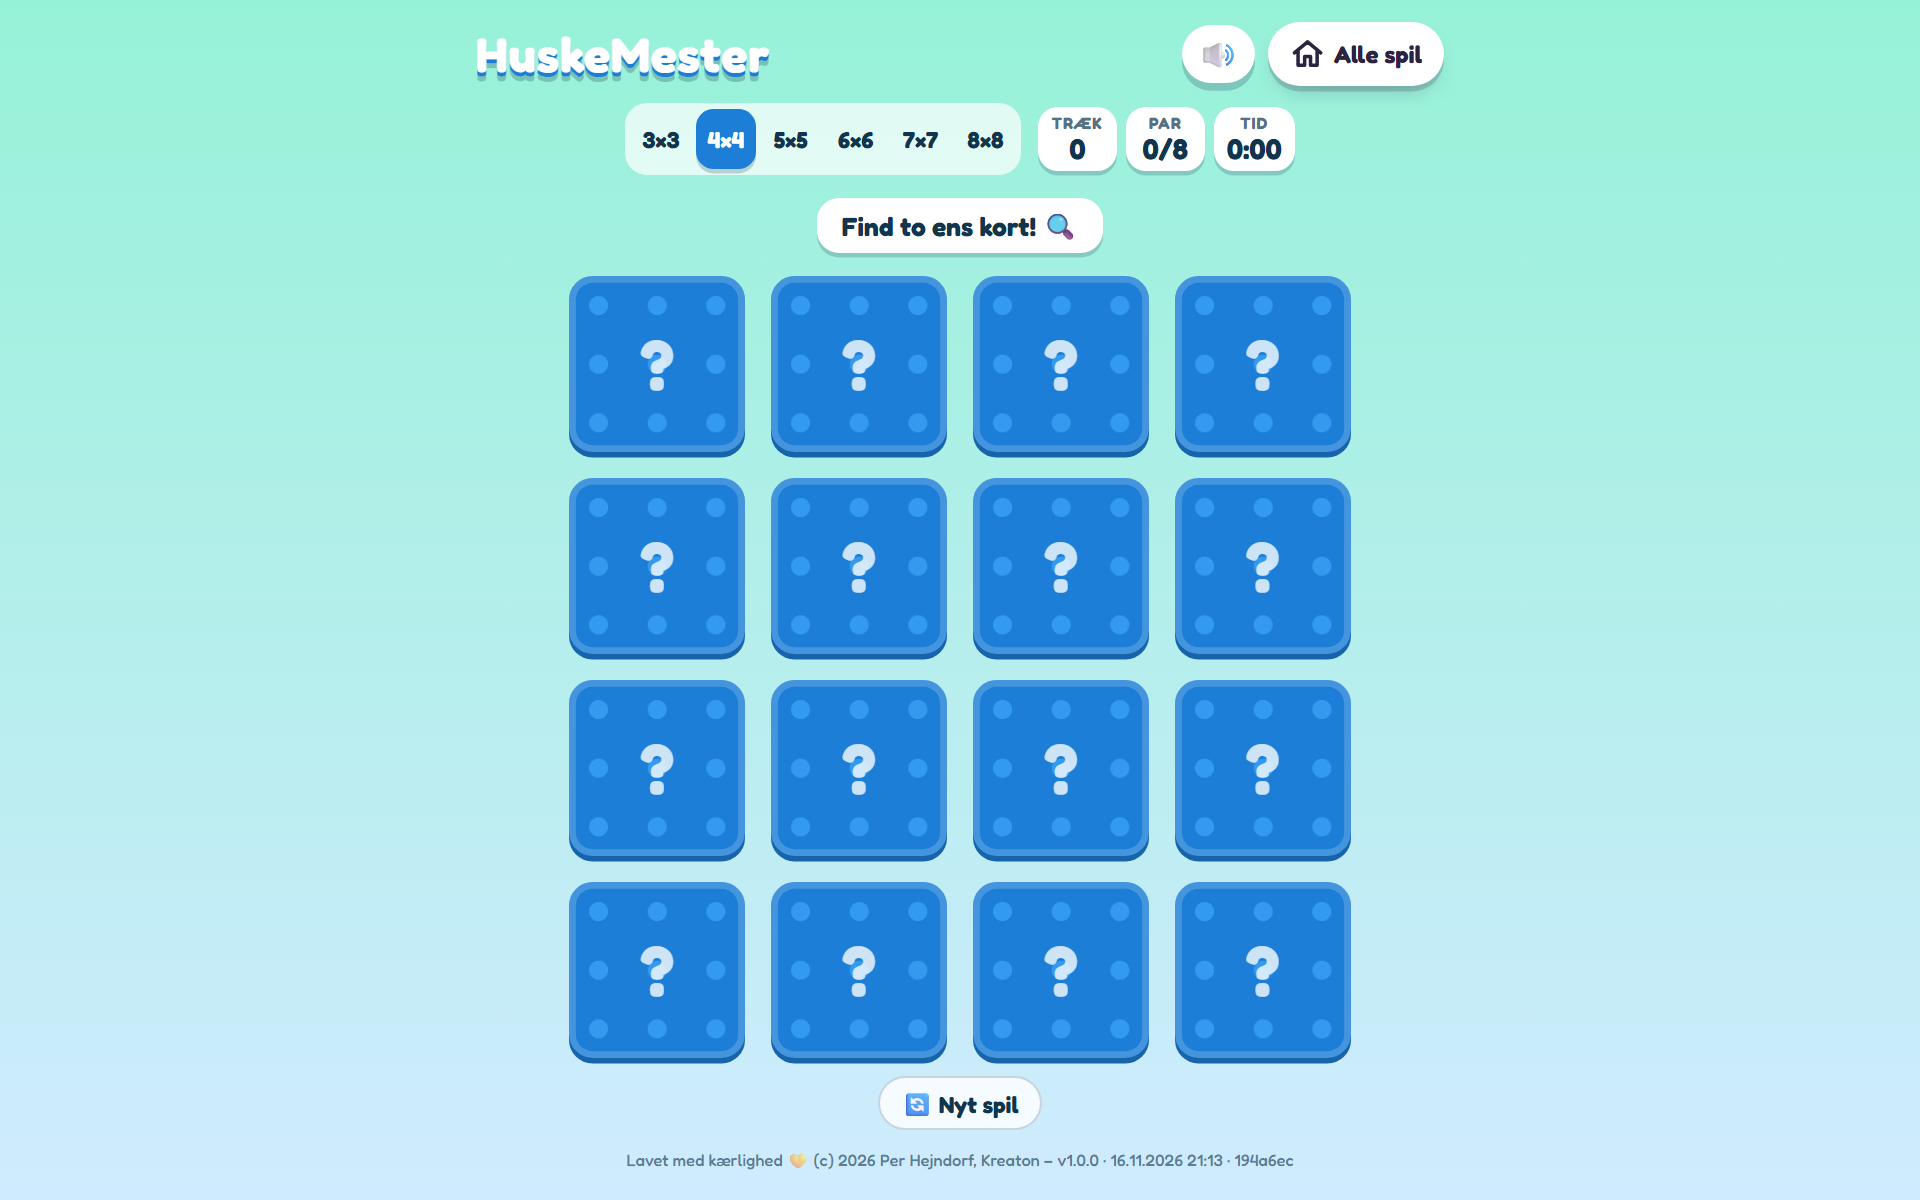 HuskeMester
Alle spil
3x3 4x4 5x5 6x6 7x7 8x8
TRÆK
0
PAR
0/8
TID
0:00
Find to ens kort!
? ? ? ?
? ? ? ?
? ? ? ?
? ? ? ?
Nyt spil
Lavet med kærlighed 💛 (c) 2026 Per Hejndorf, Kreaton – v1.0.0 · 16.11.2026 21:13 · 194a6ec